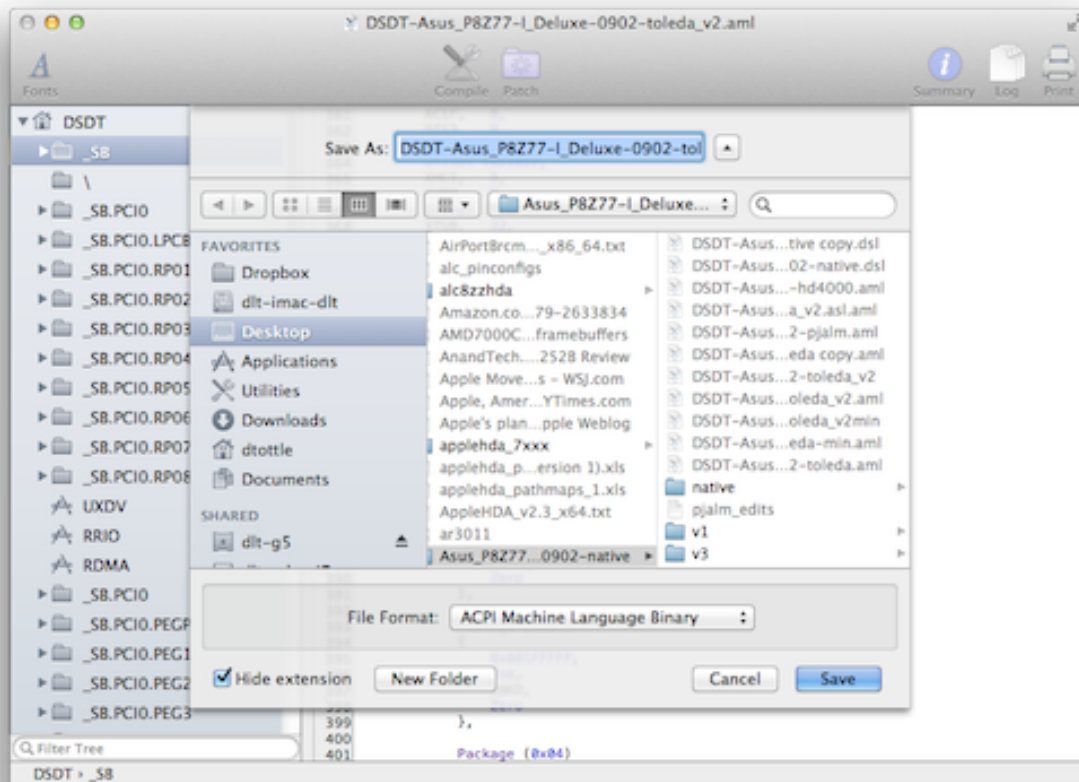 DSDT-Asus_P8Z77-I_Deluxe-0902-toleda_v2.aml
Fonts
Compile
Patch
Summary
Log
Print
DSDT
_SB
\
_SB.PCI0
_SB.PCI0.LPCB
_SB.PCI0.RP01
_SB.PCI0.RP02
_SB.PCI0.RP03
_SB.PCI0.RP04
_SB.PCI0.RP05
_SB.PCI0.RP06
_SB.PCI0.RP07
_SB.PCI0.RP08
UXDV
RRIO
RDMA
_SB.PCI0
_SB.PCI0.PEGP
_SB.PCI0.PEG1
_SB.PCI0.PEG2
_SB.PCI0.PEG3
Filter Tree
DSDT › _SB
Save As: DSDT-Asus_P8Z77-I_Deluxe-0902-tol
Asus_P8Z77-I_Deluxe...
FAVORITES
Dropbox
dlt-imac-dlt
Desktop
Applications
Utilities
Downloads
dtottle
Documents
SHARED
dlt-g5
AirPortBrcm..._x86_64.txt
alc_pinconfigs
alc8zzhda
Amazon.co...79-2633834
AMD7000C...framebuffers
AnandTech....2528 Review
Apple Move...s - WSJ.com
Apple, Amer...YTimes.com
Apple's plan...pple Weblog
applehda_7xxx
applehda_p...ersion 1).xls
applehda_pathmaps_1.xls
AppleHDA_v2.3_x64.txt
ar3011
Asus_P8Z77...0902-native
DSDT-Asus...tive copy.dsl
DSDT-Asus...02-native.dsl
DSDT-Asus...-hd4000.aml
DSDT-Asus...a_v2.asl.aml
DSDT-Asus...2-pjalm.aml
DSDT-Asus...eda copy.aml
DSDT-Asus...2-toleda_v2
DSDT-Asus...oleda_v2.aml
DSDT-Asus...oleda_v2min
DSDT-Asus...eda-min.aml
DSDT-Asus...2-toleda.aml
native
pjalm_edits
v1
v3
File Format: ACPI Machine Language Binary
Hide extension
New Folder
Cancel
Save
399 },
400
401 Package (0x04)